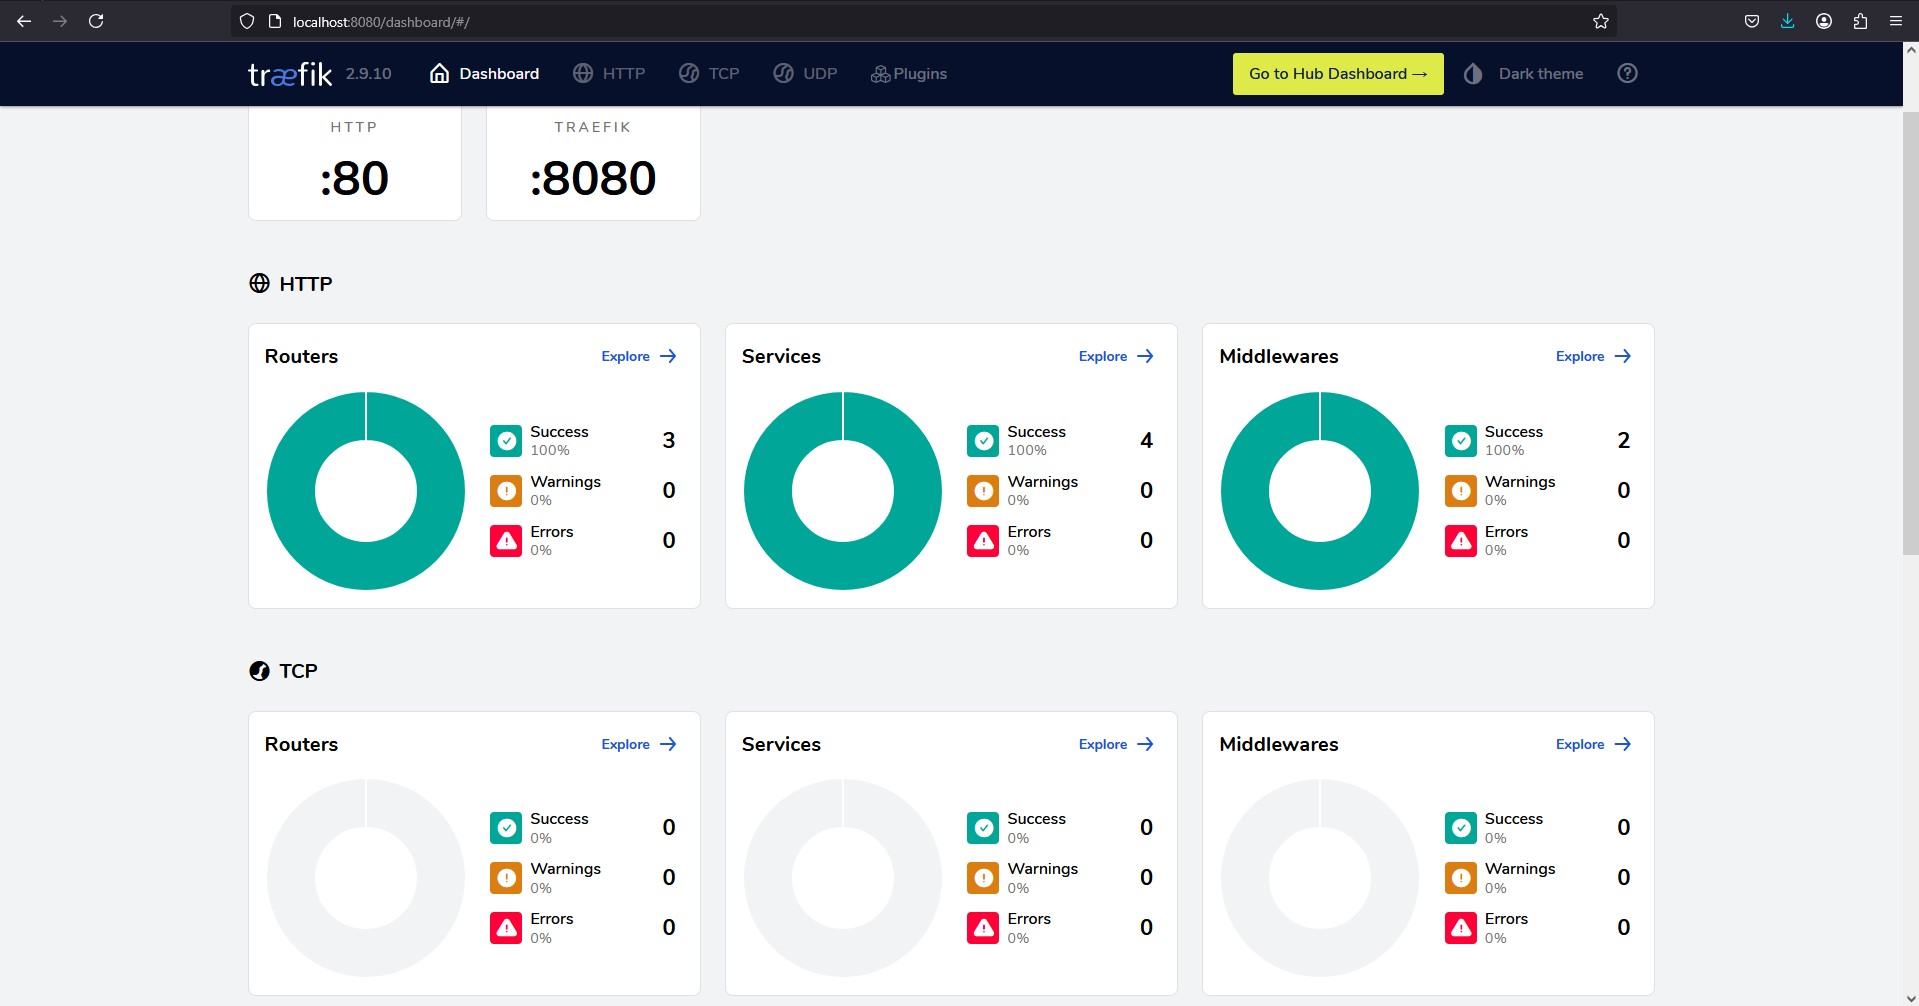 localhost:8080/dashboard/#/
træfik 2.9.10 Dashboard HTTP TCP UDP Plugins Go to Hub Dashboard → Dark theme
HTTP TRAEFIK
:80 :8080
HTTP
Routers Explore
Success 3
100%
Warnings 0
0%
Errors 0
0%
Services Explore
Success 4
100%
Warnings 0
0%
Errors 0
0%
Middlewares Explore
Success 2
100%
Warnings 0
0%
Errors 0
0%
TCP
Routers Explore
Success 0
0%
Warnings 0
0%
Errors 0
0%
Services Explore
Success 0
0%
Warnings 0
0%
Errors 0
0%
Middlewares Explore
Success 0
0%
Warnings 0
0%
Errors 0
0%